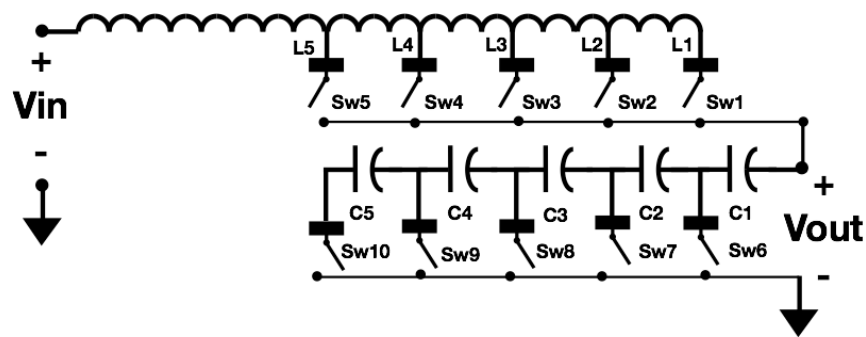 L5 L4 L3 L2 L1
+
Sw5 Sw4 Sw3 Sw2 Sw1
Vin
-
+
C5 C4 C3 C2 C1
Vout
Sw10 Sw9 Sw8 Sw7 Sw6
-